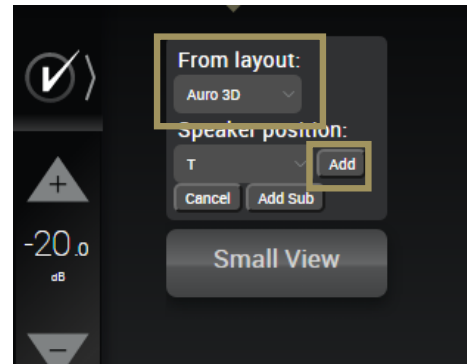 From layout:
Auro 3D
Speaker position:
T
Add
Cancel
Add Sub
+
-20.0
dB
Small View
−